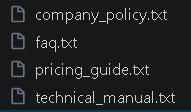 company_policy.txt
faq.txt
pricing_guide.txt
technical_manual.txt